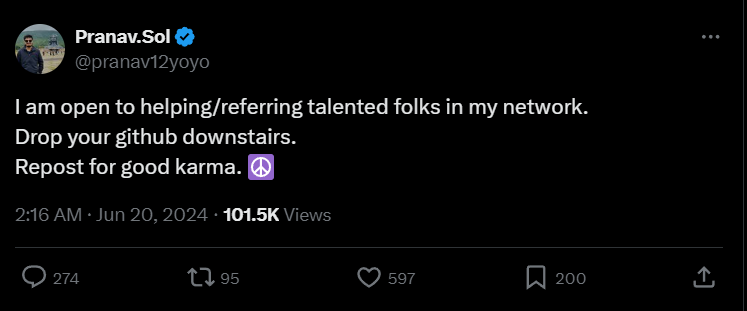 Pranav.Sol
@pranav12yoyo
I am open to helping/referring talented folks in my network.
Drop your github downstairs.
Repost for good karma. ☮️
2:16 AM · Jun 20, 2024 · 101.5K Views
274 95 597 200